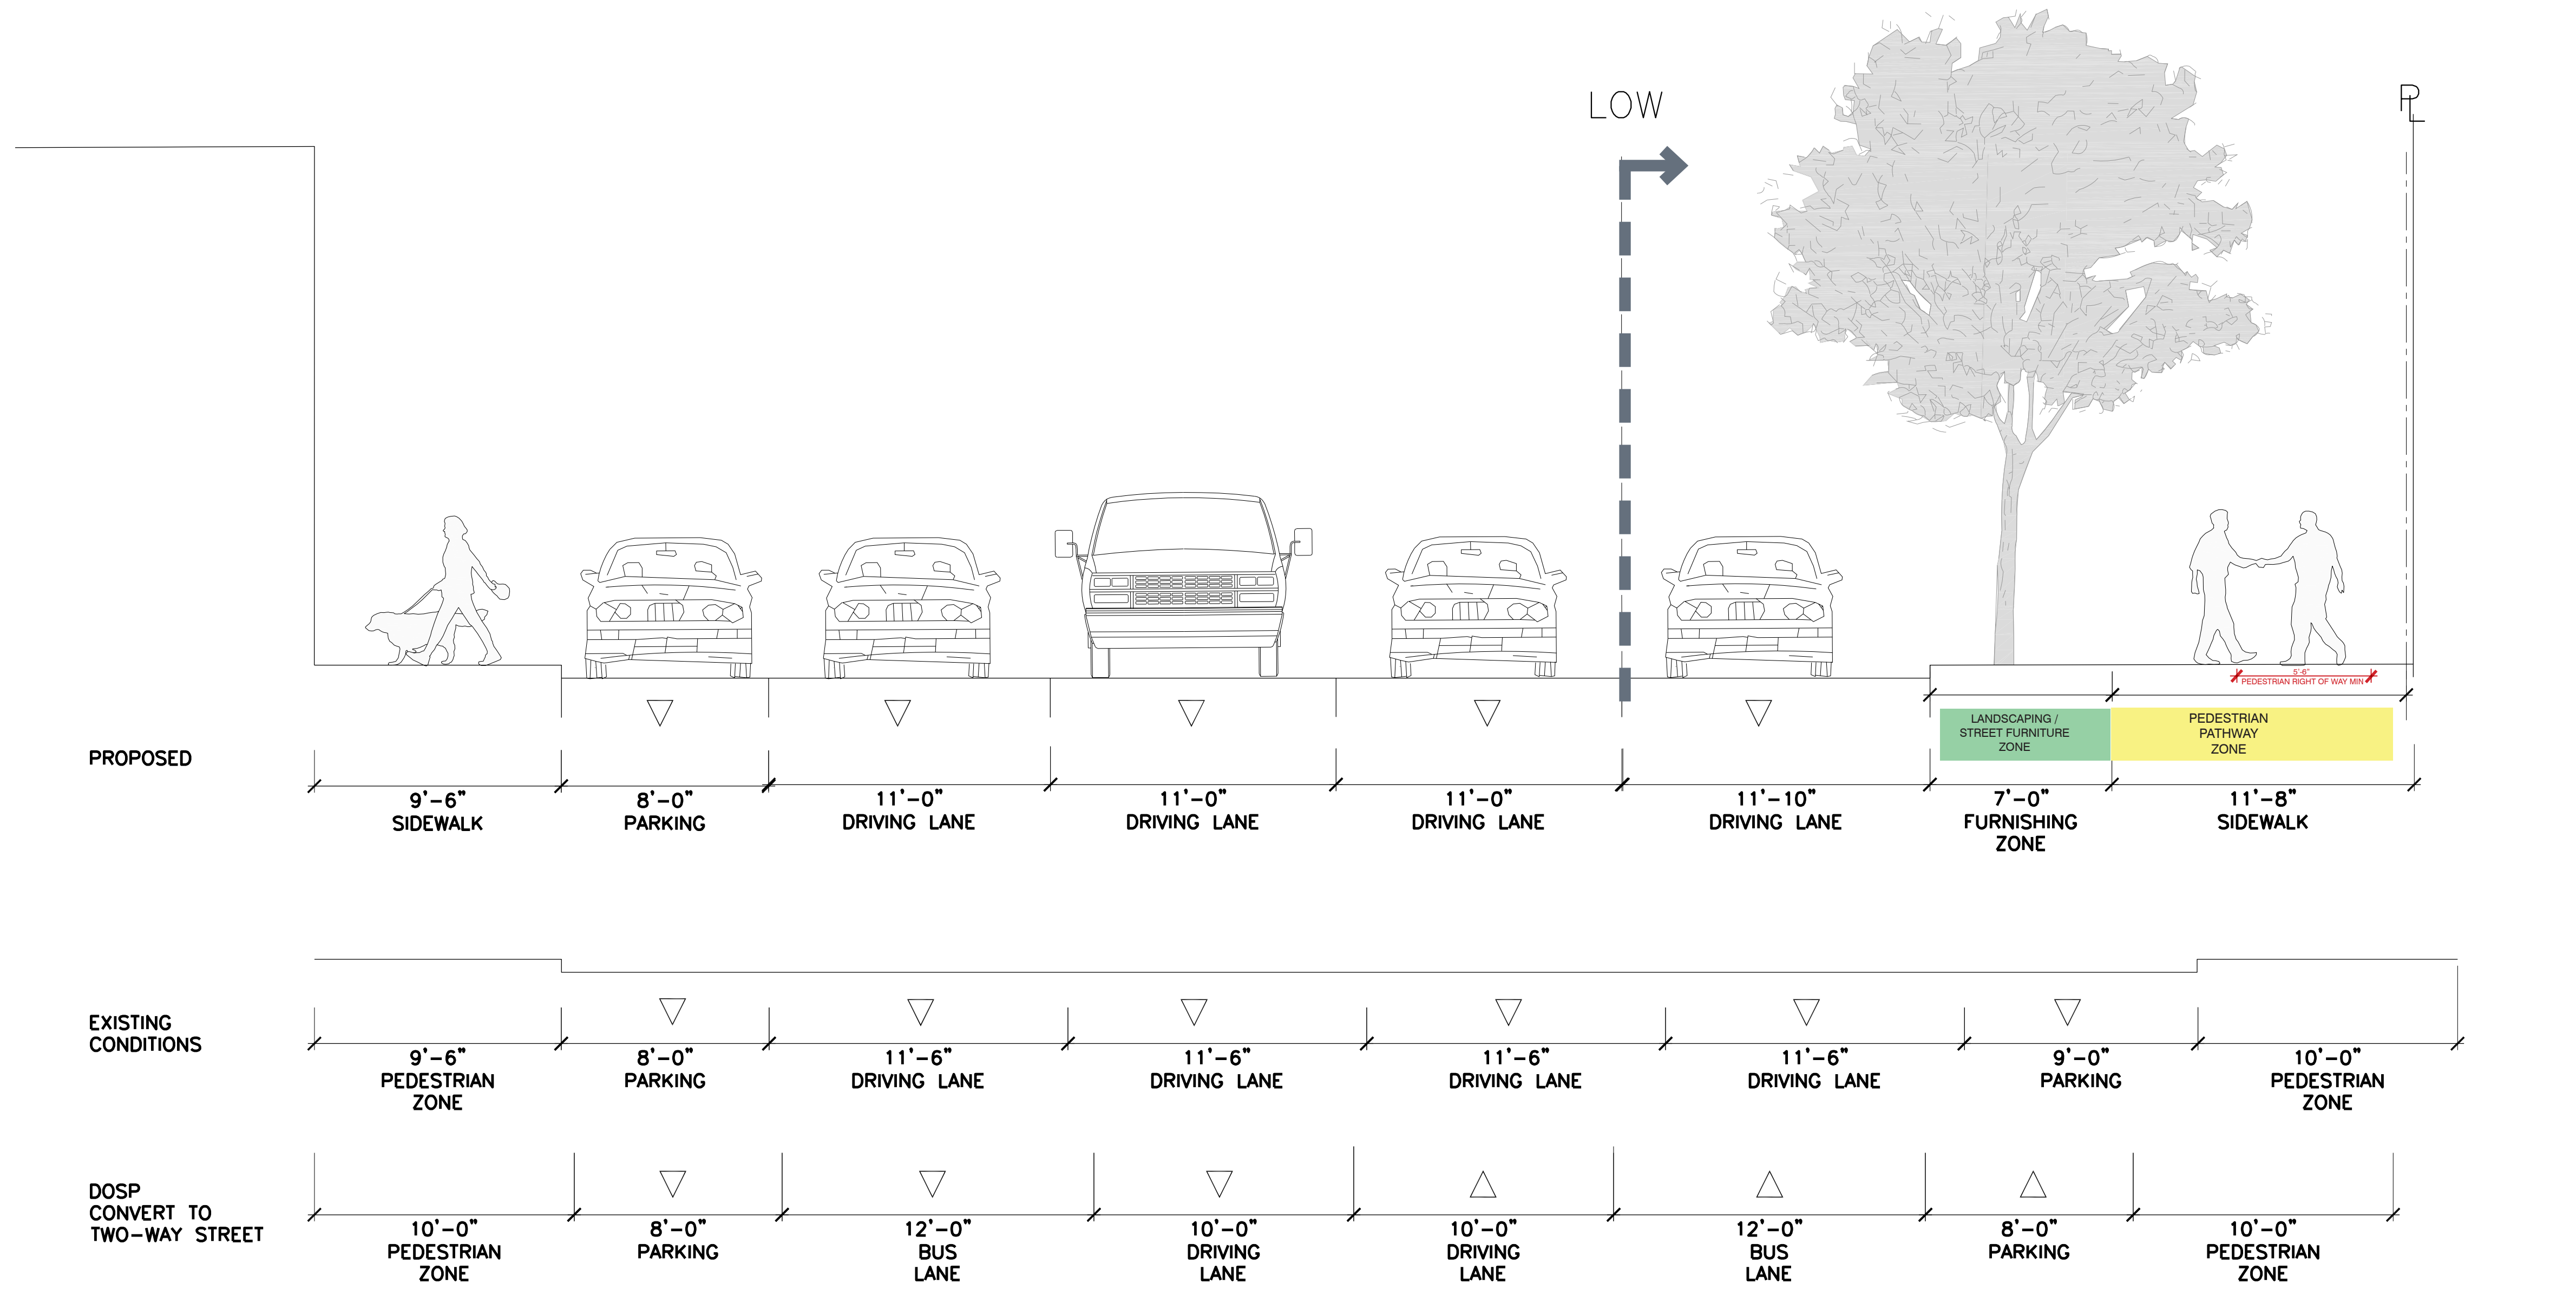 LOW
PL
5'-6"
PEDESTRIAN RIGHT OF WAY MIN
LANDSCAPING /
STREET FURNITURE
ZONE
PEDESTRIAN
PATHWAY
ZONE
PROPOSED
9'-6"
SIDEWALK
8'-0"
PARKING
11'-0"
DRIVING LANE
11'-0"
DRIVING LANE
11'-0"
DRIVING LANE
11'-10"
DRIVING LANE
7'-0"
FURNISHING
ZONE
11'-8"
SIDEWALK
EXISTING
CONDITIONS
9'-6"
PEDESTRIAN
ZONE
8'-0"
PARKING
11'-6"
DRIVING LANE
11'-6"
DRIVING LANE
11'-6"
DRIVING LANE
11'-6"
DRIVING LANE
9'-0"
PARKING
10'-0"
PEDESTRIAN
ZONE
DOSP
CONVERT TO
TWO-WAY STREET
10'-0"
PEDESTRIAN
ZONE
8'-0"
PARKING
12'-0"
BUS
LANE
10'-0"
DRIVING
LANE
10'-0"
DRIVING
LANE
12'-0"
BUS
LANE
8'-0"
PARKING
10'-0"
PEDESTRIAN
ZONE